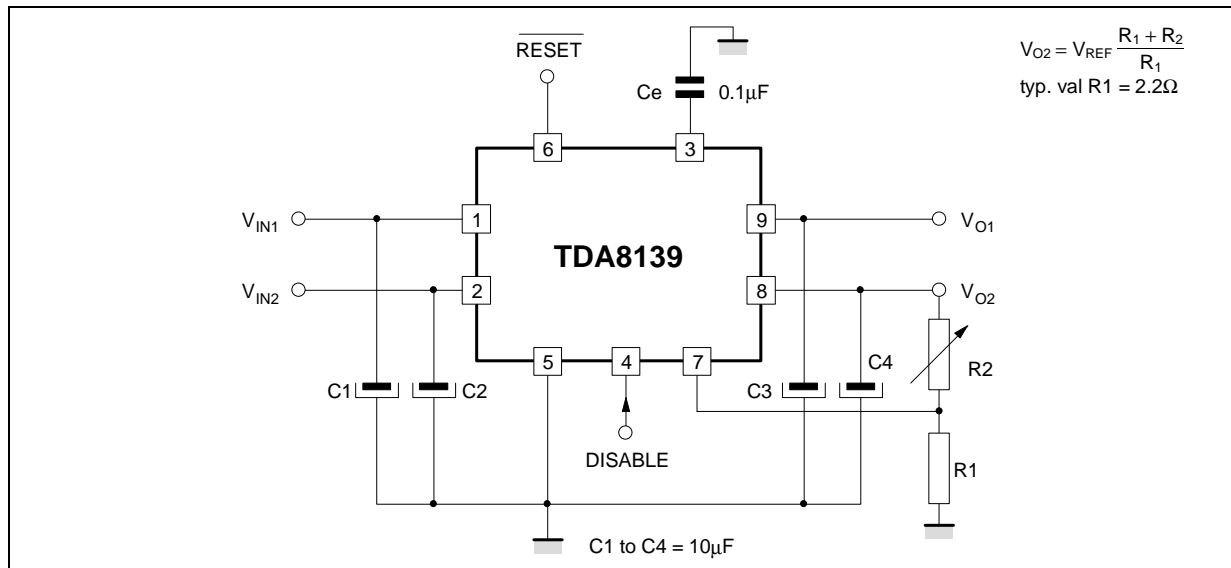 RESET
V_O2 = V_REF (R_1 + R_2) / R_1
typ. val R1 = 2.2Ω
Ce 0.1μF
6 3
V_IN1 1 9 V_O1
TDA8139
V_IN2 2 8 V_O2
5 4 7
C1 C2 C3 C4 R2
DISABLE
R1
C1 to C4 = 10μF